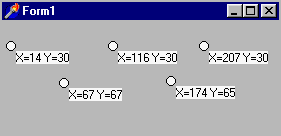 Form1
X=14 Y=30
X=116 Y=30
X=207 Y=30
X=67 Y=67
X=174 Y=65